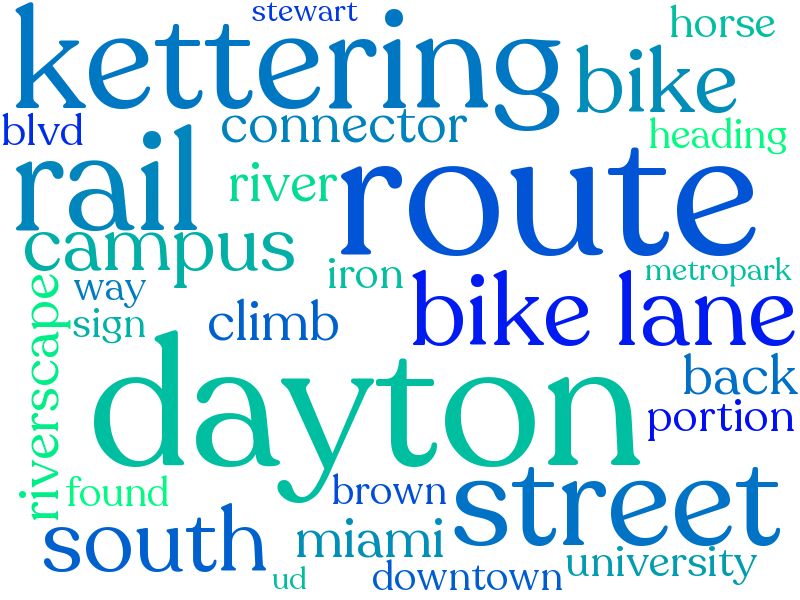 stewart
horse
kettering
bike
blvd
connector
heading
rail
route
river
campus
iron
metropark
way
bike lane
sign
climb
riverscape
dayton
back
portion
found
brown
street
south
miami
university
ud
downtown